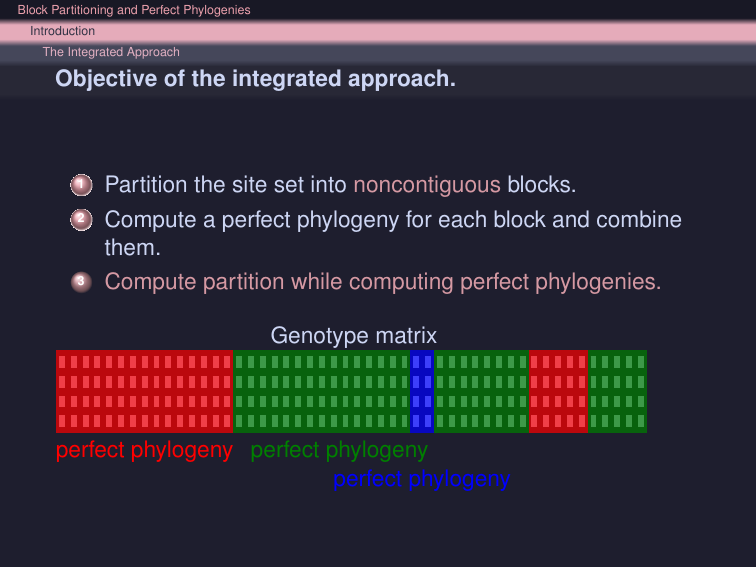 Block Partitioning and Perfect Phylogenies
Introduction
The Integrated Approach
Objective of the integrated approach.
1 Partition the site set into noncontiguous blocks.
2 Compute a perfect phylogeny for each block and combine
them.
3 Compute partition while computing perfect phylogenies.
Genotype matrix
perfect phylogeny perfect phylogeny
perfect phylogeny